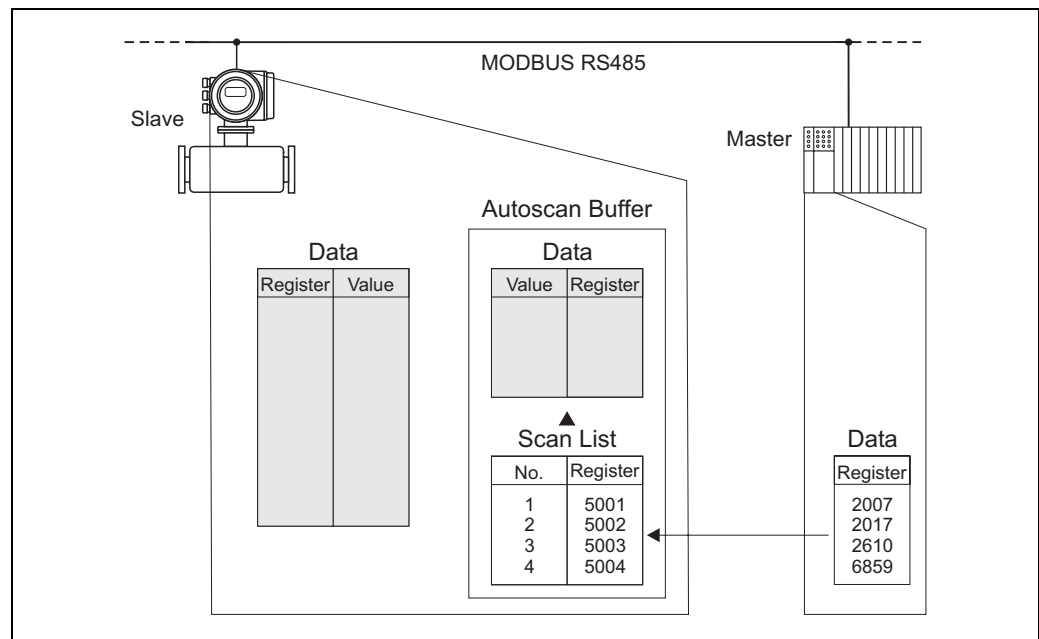 MODBUS RS485
Slave
Master
Autoscan Buffer
Data
Register Value
Data
Value Register
Scan List
No. Register
1 5001
2 5002
3 5003
4 5004
Data
Register
2007
2017
2610
6859